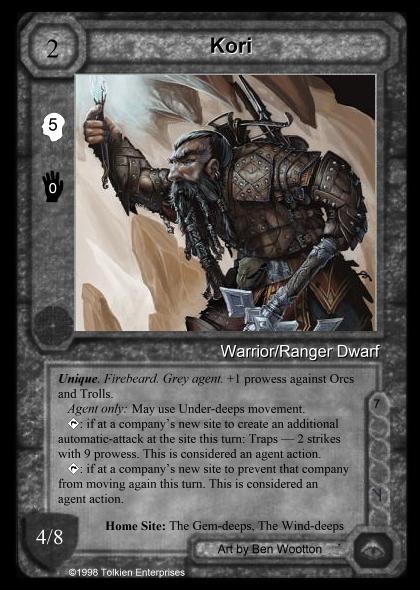 2
Kori
5
0
Warrior/Ranger Dwarf
Unique. Firebeard. Grey agent. +1 prowess against Orcs
and Trolls.
Agent only: May use Under-deeps movement.
: if at a company's new site to create an additional
automatic-attack at the site this turn: Traps — 2 strikes
with 9 prowess. This is considered an agent action.
: if at a company's new site to prevent that company
from moving again this turn. This is considered an
agent action.
7
Home Site: The Gem-deeps, The Wind-deeps
4/8
Art by Ben Wootton
©1998 Tolkien Enterprises